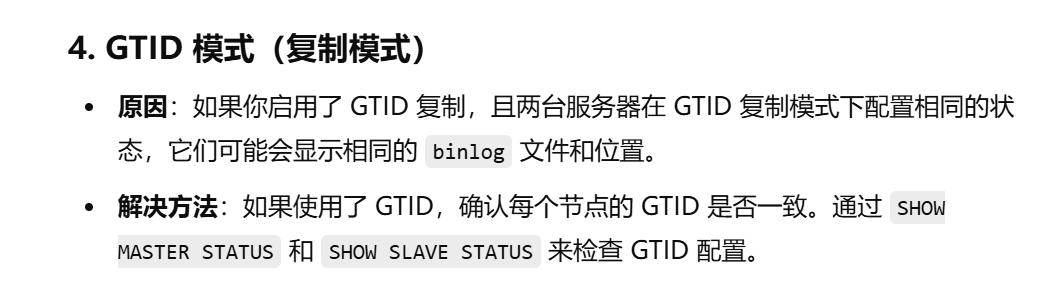 4. GTID 模式（复制模式）
• 原因：如果你启用了 GTID 复制，且两台服务器在 GTID 复制模式下配置相同的状
态，它们可能会显示相同的 binlog 文件和位置。
• 解决方法：如果使用了 GTID，确认每个节点的 GTID 是否一致。通过 SHOW
MASTER STATUS 和 SHOW SLAVE STATUS 来检查 GTID 配置。